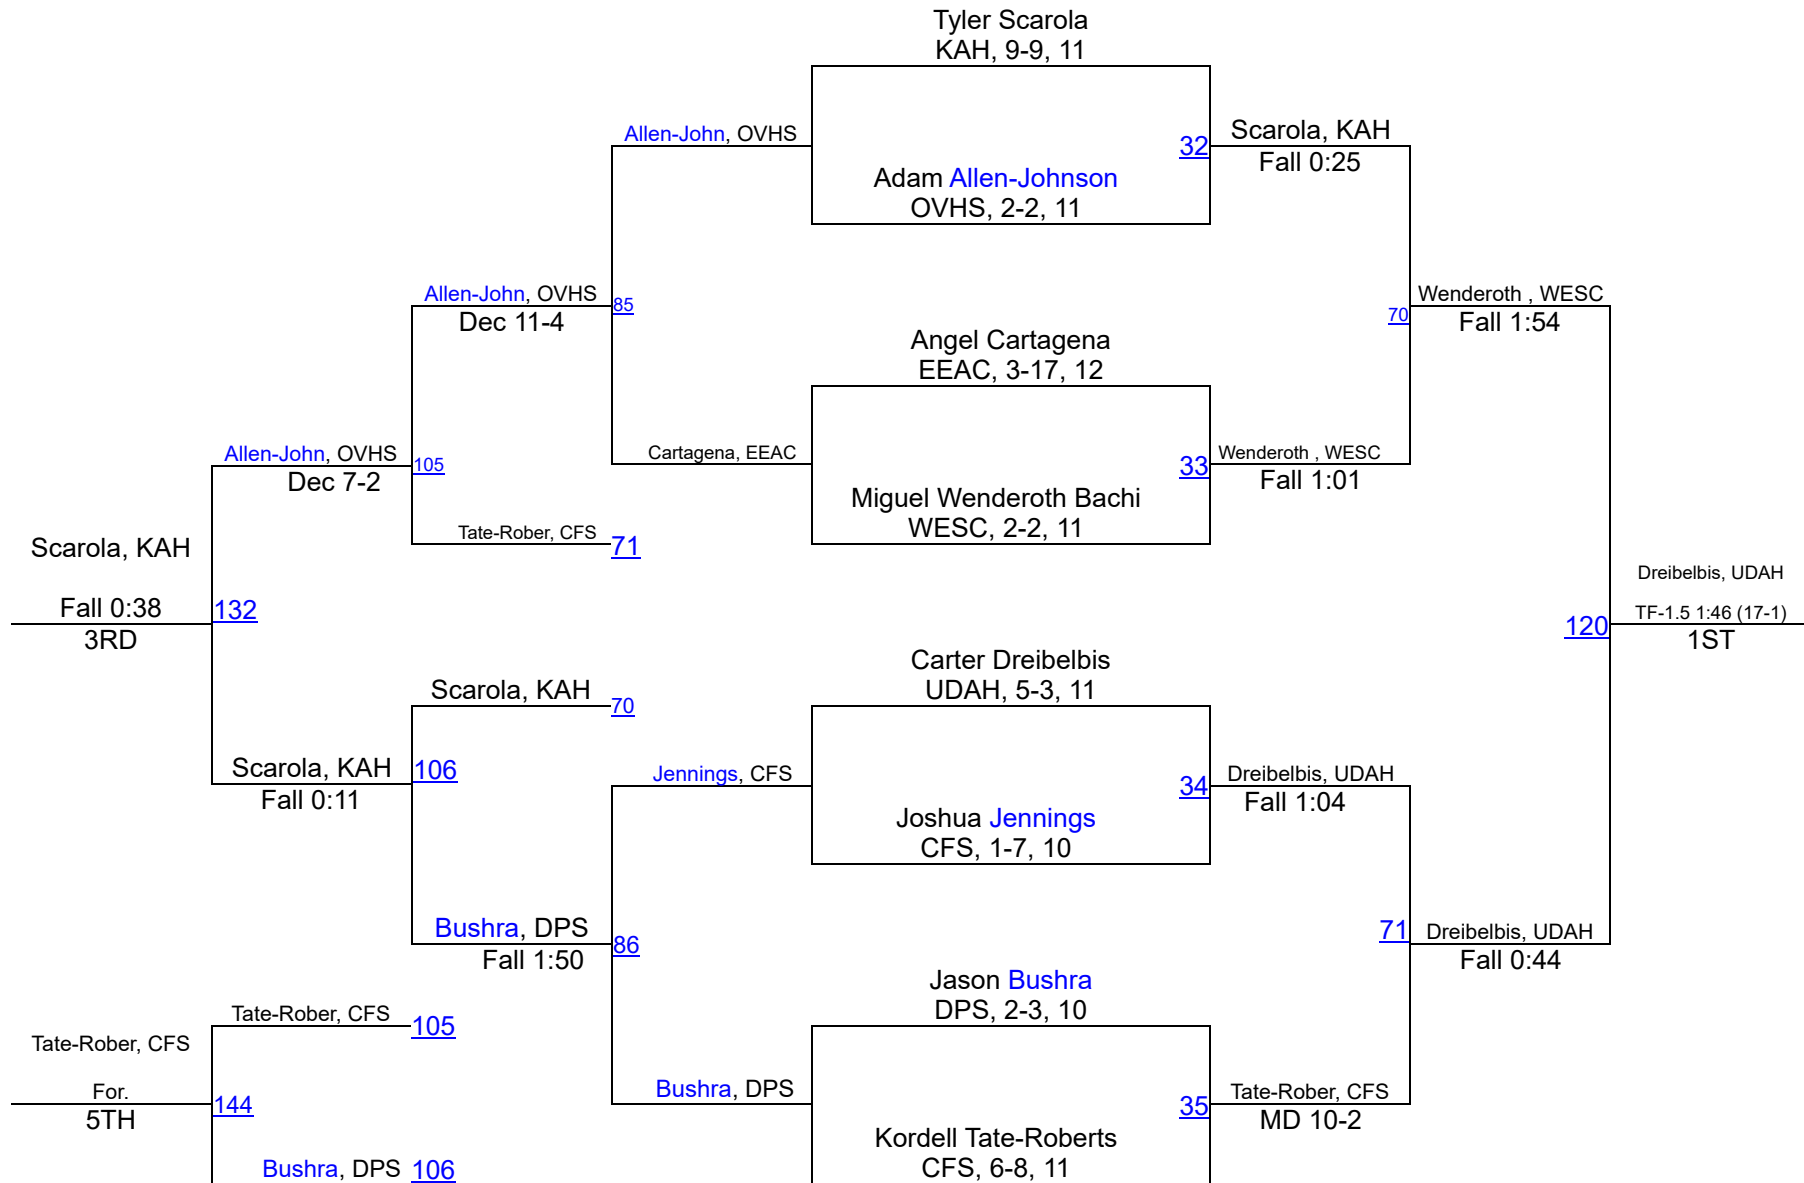 Tyler Scarola
KAH, 9-9, 11
Allen-John, OVHS
32
Scarola, KAH
Fall 0:25
Adam Allen-Johnson
OVHS, 2-2, 11
Allen-John, OVHS
Dec 11-4
85
Wenderoth , WESC
70
Fall 1:54
Angel Cartagena
EEAC, 3-17, 12
Allen-John, OVHS
Dec 7-2
105
Cartagena, EEAC
33
Wenderoth , WESC
Fall 1:01
Miguel Wenderoth Bachi
WESC, 2-2, 11
Tate-Rober, CFS
71
Scarola, KAH
Fall 0:38
132
3RD
Dreibelbis, UDAH
TF-1.5 1:46 (17-1)
120
1ST
Carter Dreibelbis
UDAH, 5-3, 11
Scarola, KAH
70
Scarola, KAH
Fall 0:11
106
Jennings, CFS
34
Dreibelbis, UDAH
Fall 1:04
Joshua Jennings
CFS, 1-7, 10
Bushra, DPS
Fall 1:50
86
71
Dreibelbis, UDAH
Fall 0:44
Jason Bushra
DPS, 2-3, 10
Tate-Rober, CFS
105
Tate-Rober, CFS
For.
144
5TH
Bushra, DPS
35
Tate-Rober, CFS
MD 10-2
Kordell Tate-Roberts
CFS, 6-8, 11
Bushra, DPS
106